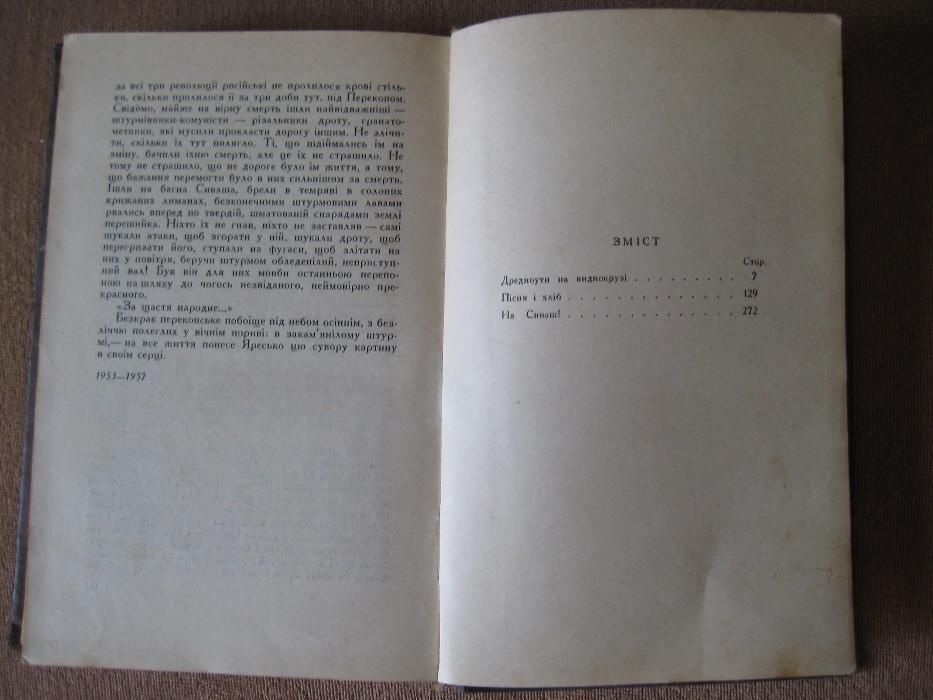 за всі три революції російські не пролилося крові стіль-
ки, скільки пролилося її за три доби тут, під Перекопом.
Свідомо, майже на вірну смерть ішли найвідважніші —
штурмівники-комуністи — різальники дроту, гранато-
метники, які мусили прокласти дорогу іншим. Не злічи-
ти, скільки їх тут полягло. Ті, що підіймались їм на
зміну, бачили їхню смерть, але це їх не страшило. Не
тому не страшило, що не дороге було їм життя, а тому,
що бажання перемогти було в них сильнішим за смерть.
Ішли на багна Сиваша, брели в темряві в солоних
крижаних лиманах, безконечними штурмовими лавами
рвались вперед по твердій, шматованій снарядами землі
перешийка. Ніхто їх не гнав, ніхто не заставляв — самі
шукали атаки, щоб згорати у ній, шукали дроту, щоб
перегризати його, ступали на фугаси, щоб злітати на
них у повітря, беручи штурмом обледенілий, неприступ-
ний вал! Був він для них мовби останньою перепо-
ною на шляху до чогось незвіданого, неймовірно пре-
красного.
«За щастя народне...»
Безкрає перекопське побоїще під небом осіннім, з без-
ліччю полеглих у вічнім пориві: в закам'янілому штур-
мі,— на все життя понесе Яресько цю сувору картину
в своїм серці.
1953—1957
ЗМІСТ
Стор.
Дредноути на виднокрузі . . . . . . . . . 7
Пісня і хліб . . . . . . . . . . . . . . 129
На Сиваш! . . . . . . . . . . . . . . 272